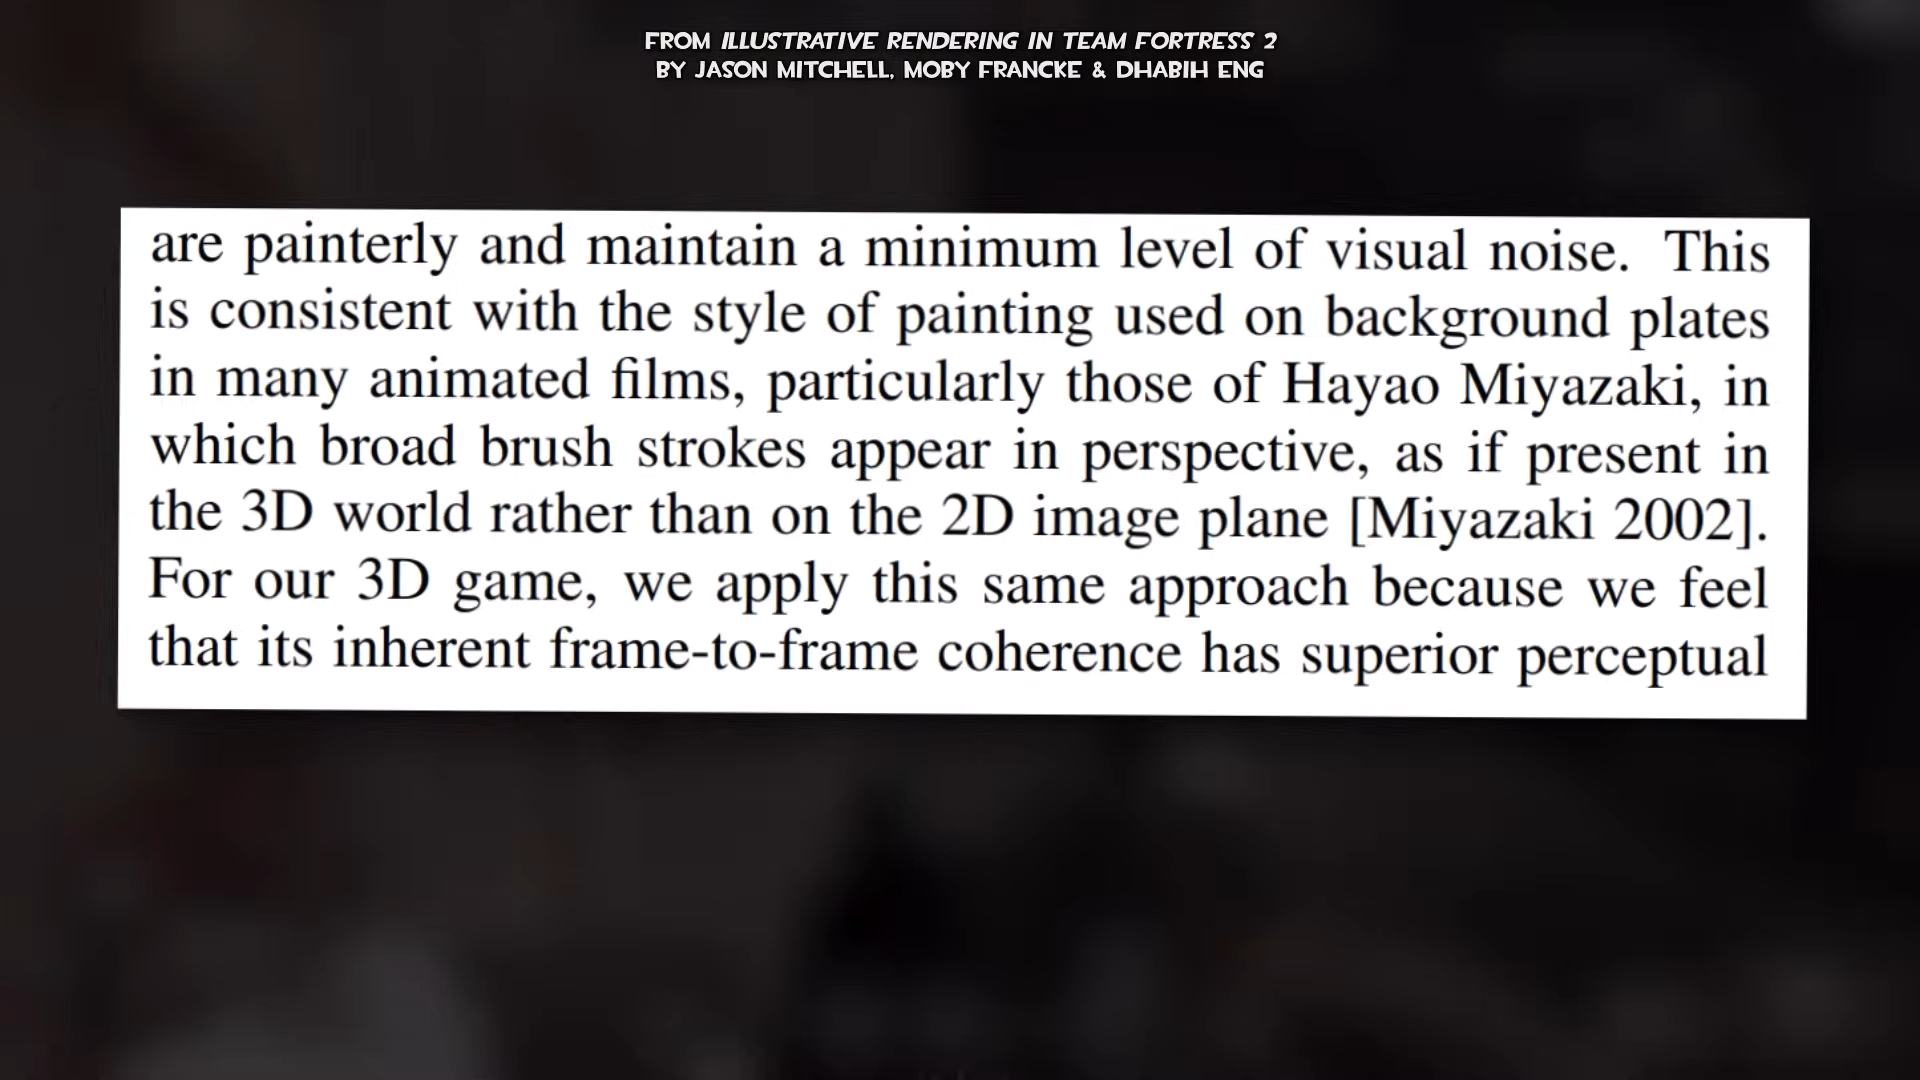 FROM ILLUSTRATIVE RENDERING IN TEAM FORTRESS 2
BY JASON MITCHELL, MOBY FRANCKE & DHABIH ENG
are painterly and maintain a minimum level of visual noise. This
is consistent with the style of painting used on background plates
in many animated films, particularly those of Hayao Miyazaki, in
which broad brush strokes appear in perspective, as if present in
the 3D world rather than on the 2D image plane [Miyazaki 2002].
For our 3D game, we apply this same approach because we feel
that its inherent frame-to-frame coherence has superior perceptual